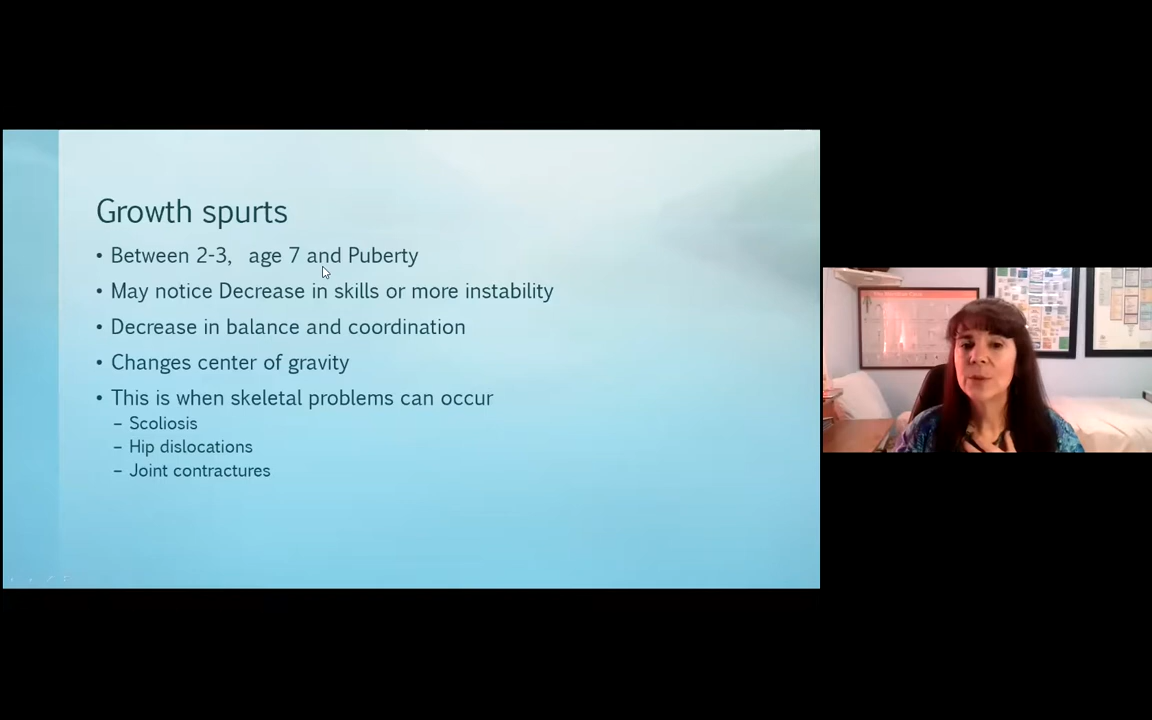 Growth spurts
• Between 2-3, age 7 and Puberty
• May notice Decrease in skills or more instability
• Decrease in balance and coordination
• Changes center of gravity
• This is when skeletal problems can occur
– Scoliosis
– Hip dislocations
– Joint contractures